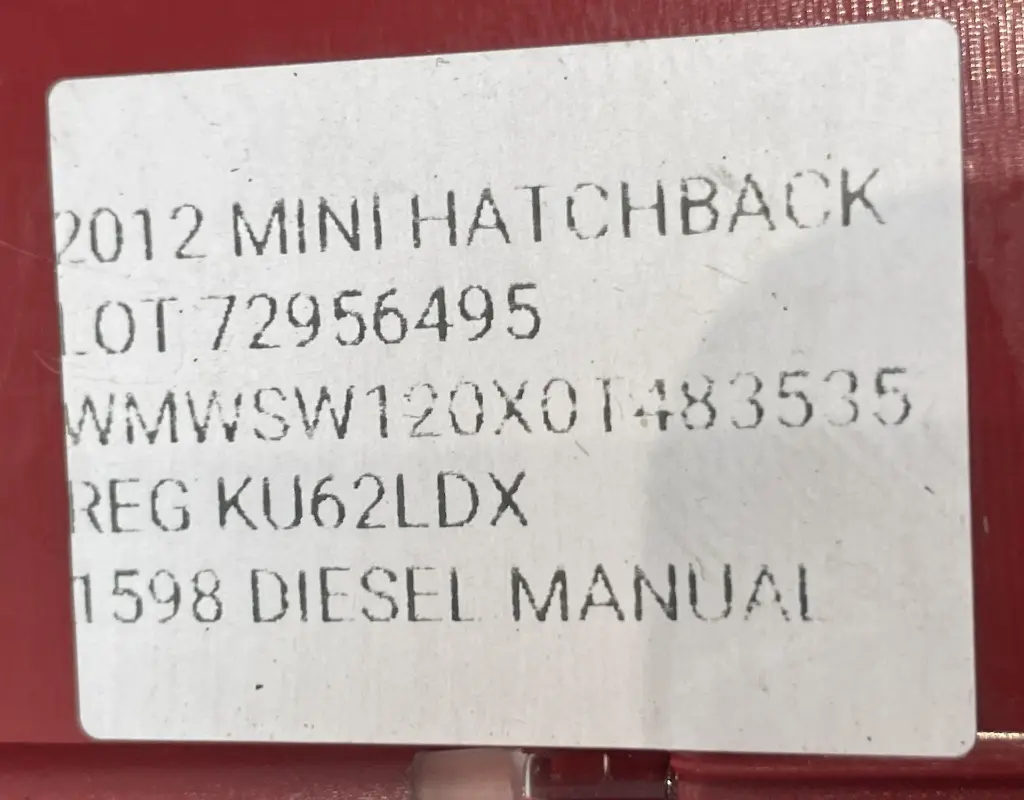 2012 MINI HATCHBACK
LOT 72956495
WMWSW120X0T483535
REG KU62LDX
1598 DIESEL MANUAL